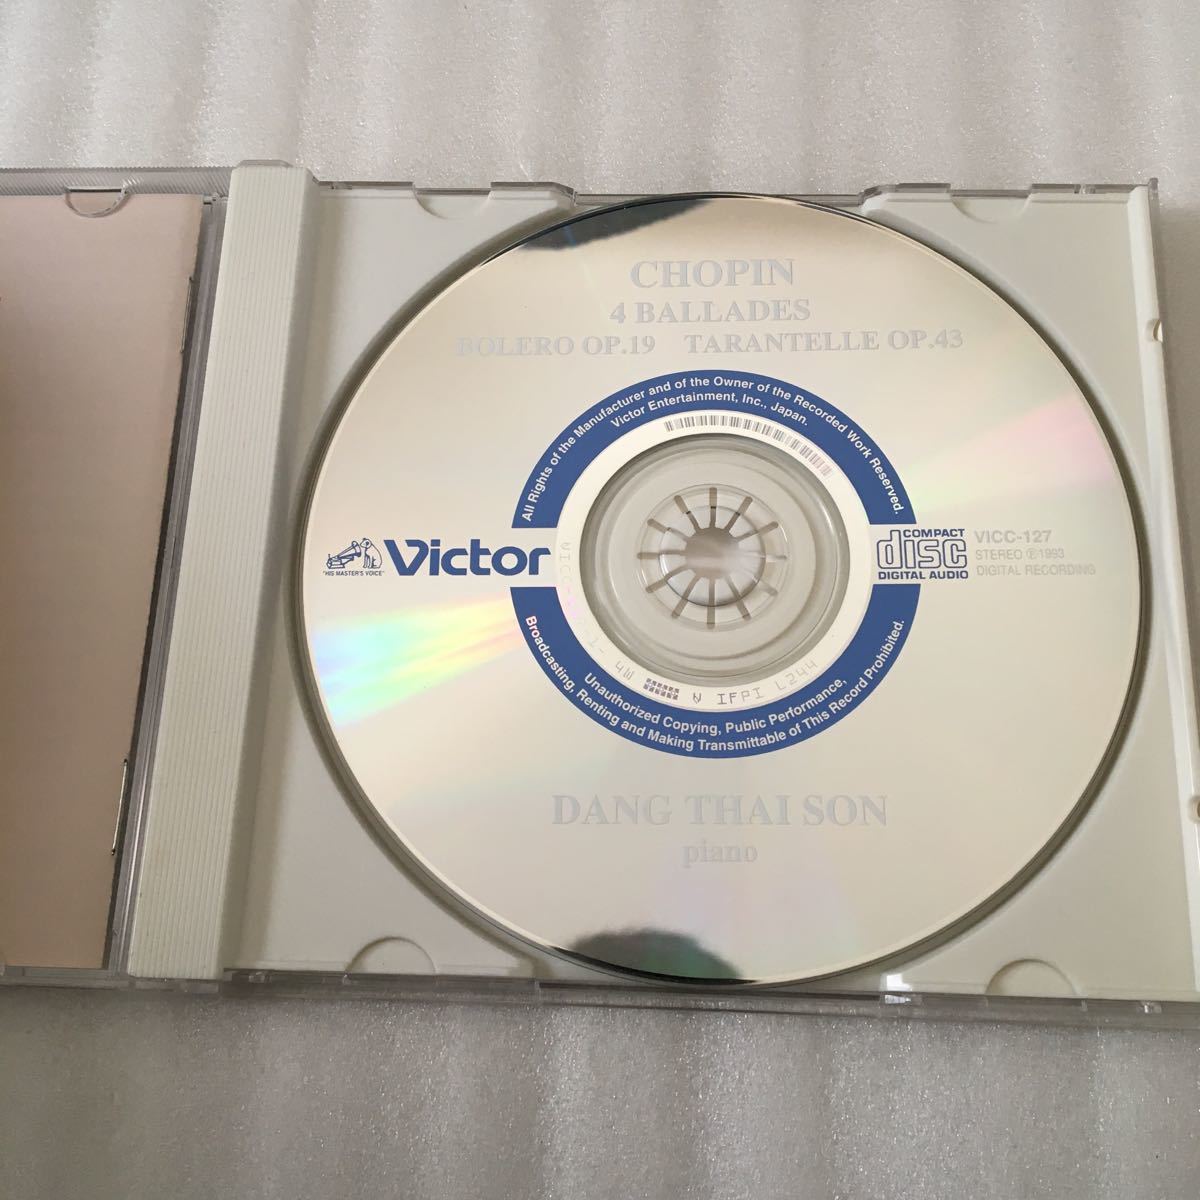 CHOPIN
4 BALLADES
BOLERO OP.19 TARANTELLE OP.43
All Rights of the Manufacturer and of the Owner of the Recorded Work Reserved.
Victor Entertainment, Inc., Japan.
"HIS MASTER'S VOICE"
Victor
COMPACT
disc
DIGITAL AUDIO
VICC-127
STEREO Ⓟ1993
DIGITAL RECORDING
IFPI L244
Unauthorized Copying, Public Performance,
Broadcasting, Renting and Making Transmittable of This Record Prohibited.
DANG THAI SON
piano